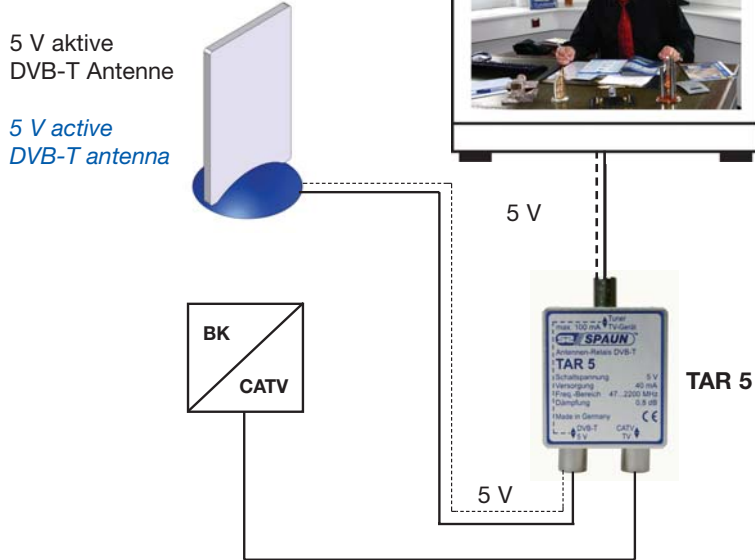 5 V aktive
DVB-T Antenne
5 V active
DVB-T antenna
5 V
BK
CATV
Tuner
max. 100 mA TV-Gerät
SPAUN
Antennen-Relais DVB-T
TAR 5
Schaltspannung 5 V
Versorgung 40 mA
Freq.-Bereich 47...2200 MHz
Dämpfung 0,8 dB
Made in Germany CE
DVB-T CATV
5 V TV
TAR 5
5 V